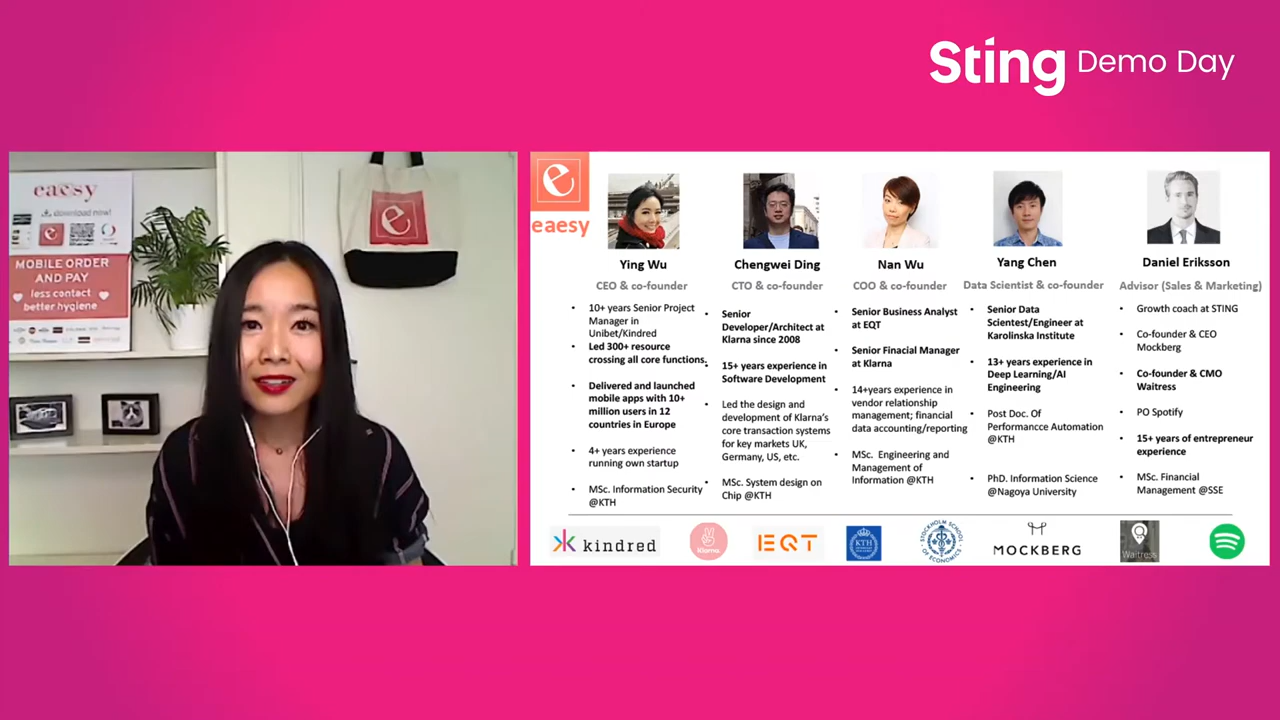 Sting Demo Day
eaesy
download now!
MOBILE ORDER
AND PAY
less contact
better hygiene
e
e
eaesy
Ying Wu
CEO & co-founder
• 10+ years Senior Project
Manager in
Unibet/Kindred
• Led 300+ resource
crossing all core functions.
• Delivered and launched
mobile apps with 10+
million users in 12
countries in Europe
• 4+ years experience
running own startup
• MSc. Information Security
@KTH
Chengwei Ding
CTO & co-founder
• Senior
Developer/Architect at
Klarna since 2008
• 15+ years experience in
Software Development
• Led the design and
development of Klarna's
core transaction systems
for key markets UK,
Germany, US, etc.
• MSc. System design on
Chip @KTH
Nan Wu
COO & co-founder
• Senior Business Analyst
at EQT
• Senior Finacial Manager
at Klarna
• 14+years experience in
vendor relationship
management; financial
data accounting/reporting
• MSc. Engineering and
Management of
Information @KTH
Yang Chen
Data Scientist & co-founder
• Senior Data
Scientest/Engineer at
Karolinska Institute
• 13+ years experience in
Deep Learning/AI
Engineering
• Post Doc. Of
Performancce Automation
@KTH
• PhD. Information Science
@Nagoya University
Daniel Eriksson
Advisor (Sales & Marketing)
• Growth coach at STING
• Co-founder & CEO
Mockberg
• Co-founder & CMO
Waitress
• PO Spotify
• 15+ years of entrepreneur
experience
• MSc. Financial
Management @SSE
kindred
Klarna.
EQT
KTH
STOCKHOLM SCHOOL
OF ECONOMICS
MOCKBERG
Waitress